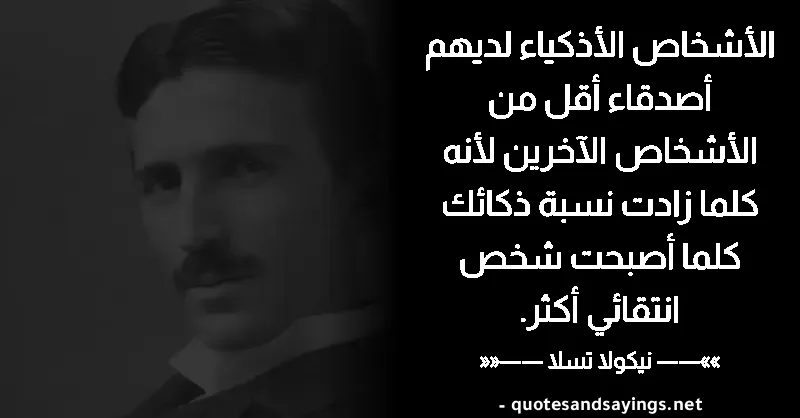 الأشخاص الأذكياء لديهم
أصدقاء أقل من
الأشخاص الآخرين لأنه
كلما زادت نسبة ذكائك
كلما أصبحت شخص
انتقائي أكثر.
»»——— نيكولا تسلا ———««
- quotesandsayings.net